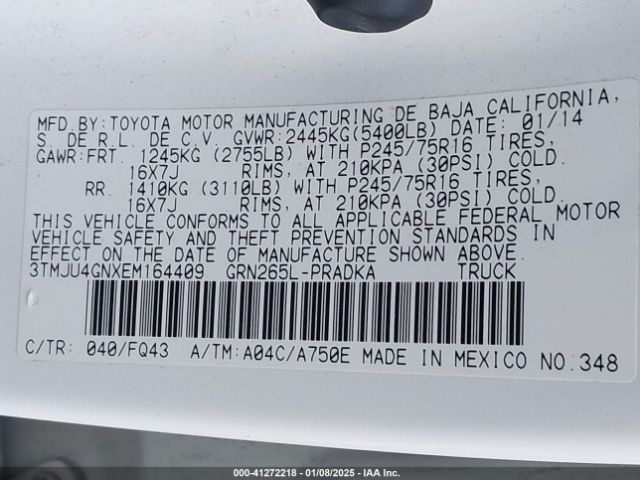 MFD BY:TOYOTA MOTOR MANUFACTURING DE BAJA CALIFORNIA,
S. DE R.L. DE C.V. GVWR:2445KG(5400LB) DATE: 01/14
GAWR:FRT. 1245KG (2755LB) WITH P245/75R16 TIRES,
16X7J RIMS, AT 210KPA (30PSI) COLD.
RR. 1410KG (3110LB) WITH P245/75R16 TIRES,
16X7J RIMS, AT 210KPA (30PSI) COLD.
THIS VEHICLE CONFORMS TO ALL APPLICABLE FEDERAL MOTOR
VEHICLE SAFETY AND THEFT PREVENTION STANDARDS IN
EFFECT ON THE DATE OF MANUFACTURE SHOWN ABOVE.
3TMJU4GNXEM164409 GRN265L-PRADKA TRUCK
C/TR: 040/FQ43 A/TM:A04C/A750E MADE IN MEXICO NO.348
000-41272218 - 01/08/2025 - IAA Inc.